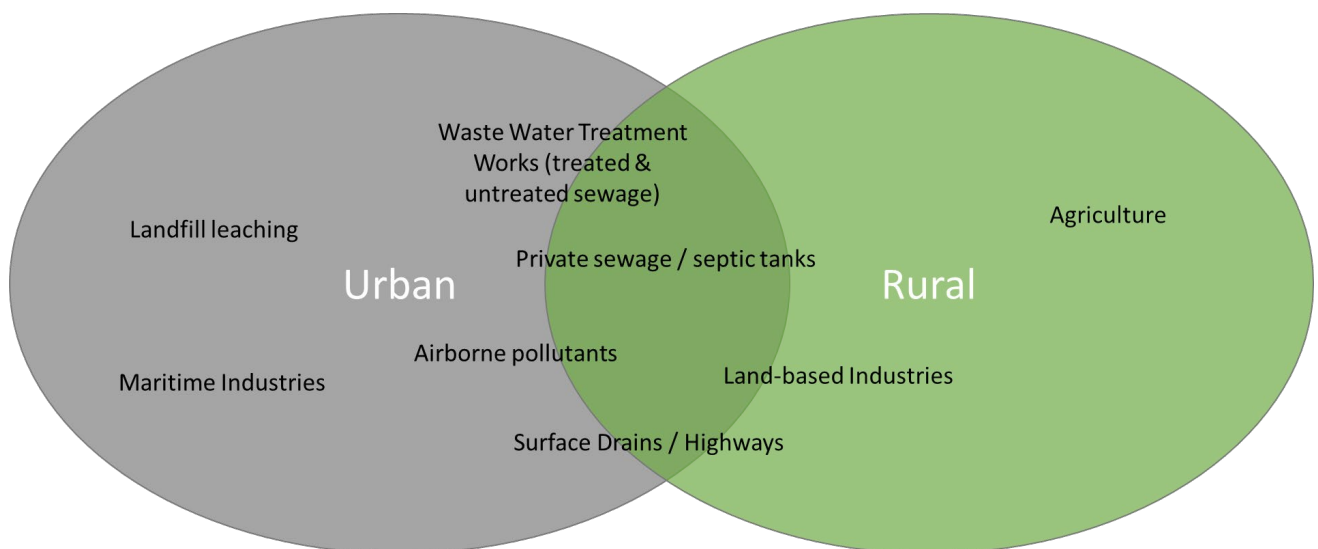 Waste Water Treatment
Works (treated &
untreated sewage)
Landfill leaching
Agriculture
Private sewage / septic tanks
Urban
Rural
Airborne pollutants
Maritime Industries
Land-based Industries
Surface Drains / Highways